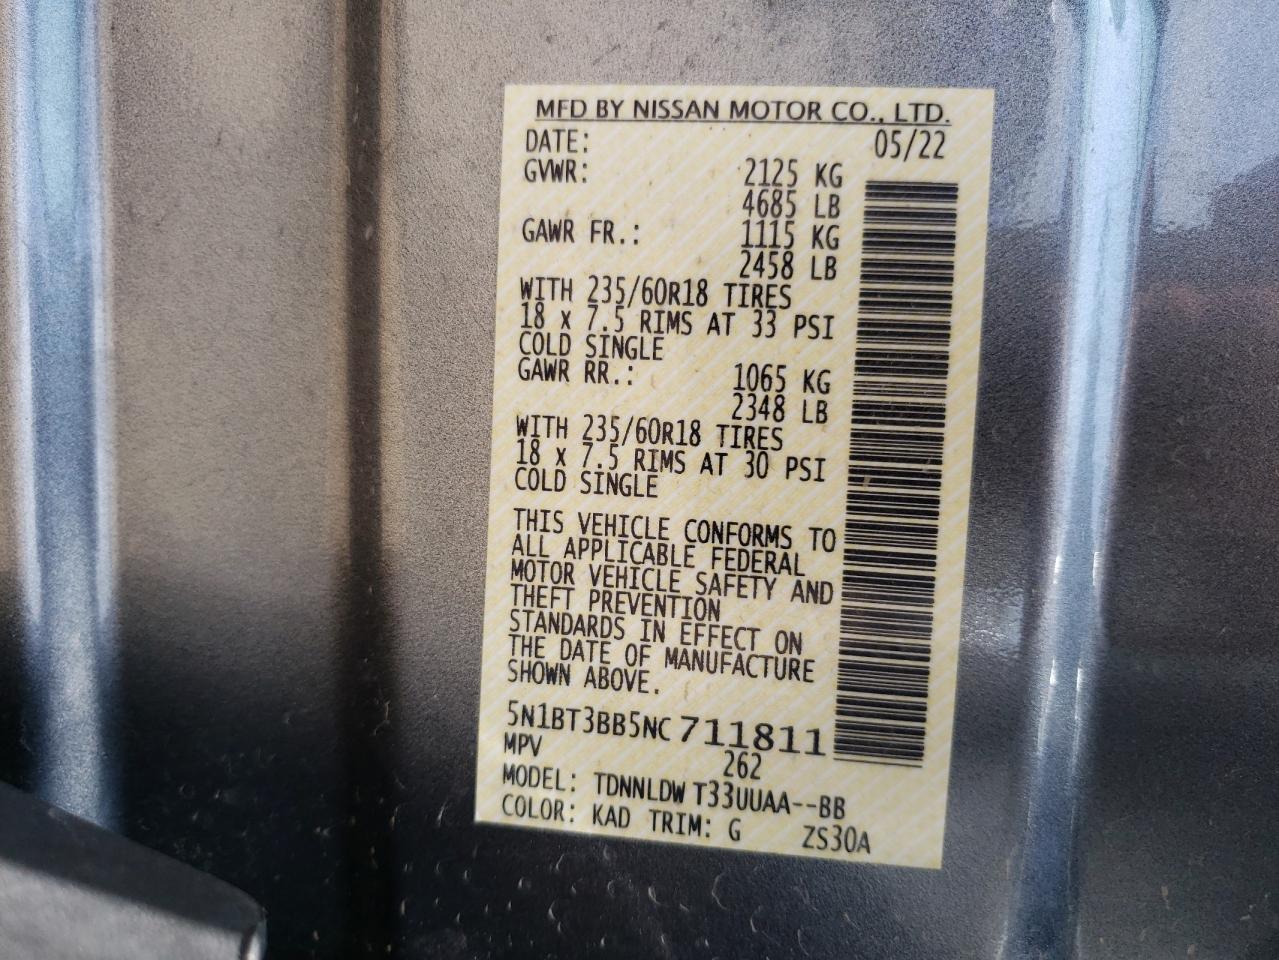 MFD BY NISSAN MOTOR CO., LTD.
DATE: 05/22
GVWR: 2125 KG
4685 LB
GAWR FR.: 1115 KG
2458 LB
WITH 235/60R18 TIRES
18 x 7.5 RIMS AT 33 PSI
COLD SINGLE
GAWR RR.: 1065 KG
2348 LB
WITH 235/60R18 TIRES
18 x 7.5 RIMS AT 30 PSI
COLD SINGLE
THIS VEHICLE CONFORMS TO
ALL APPLICABLE FEDERAL
MOTOR VEHICLE SAFETY AND
THEFT PREVENTION
STANDARDS IN EFFECT ON
THE DATE OF MANUFACTURE
SHOWN ABOVE.
5N1BT3BB5NC711811
MPV 262
MODEL: TDNNLDW T33UUAA--BB
COLOR: KAD TRIM: G ZS30A